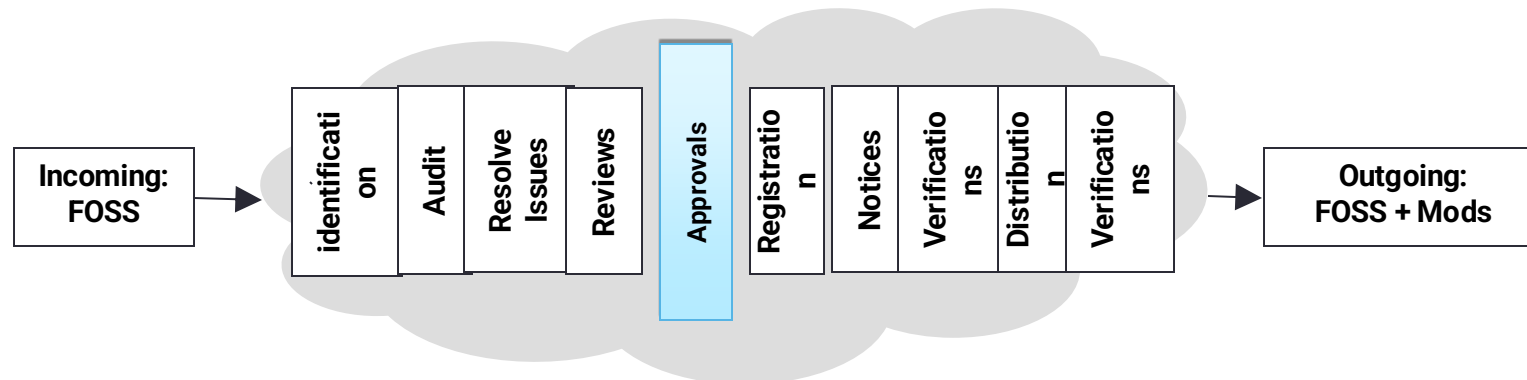 Incoming:
FOSS
identificati
on
Audit
Resolve
Issues
Reviews
Approvals
Registratio
n
Notices
Verificatio
ns
Distributio
n
Verificatio
ns
Outgoing:
FOSS + Mods